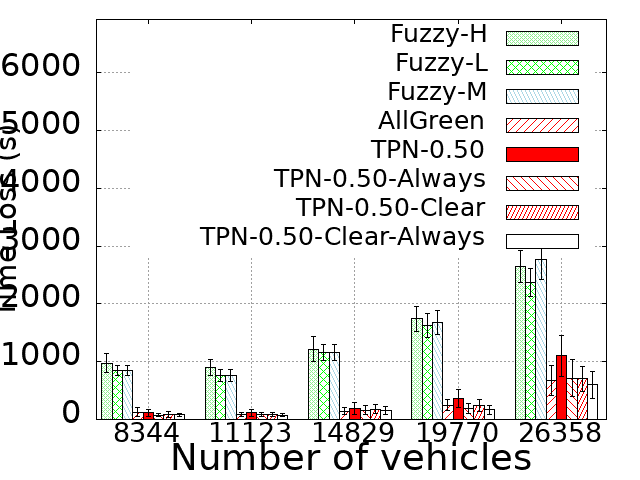 Time Loss (s)
6000
5000
4000
3000
2000
1000
0
Fuzzy-H
Fuzzy-L
Fuzzy-M
AllGreen
TPN-0.50
TPN-0.50-Always
TPN-0.50-Clear
TPN-0.50-Clear-Always
8344 11123 14829 19770 26358
Number of vehicles